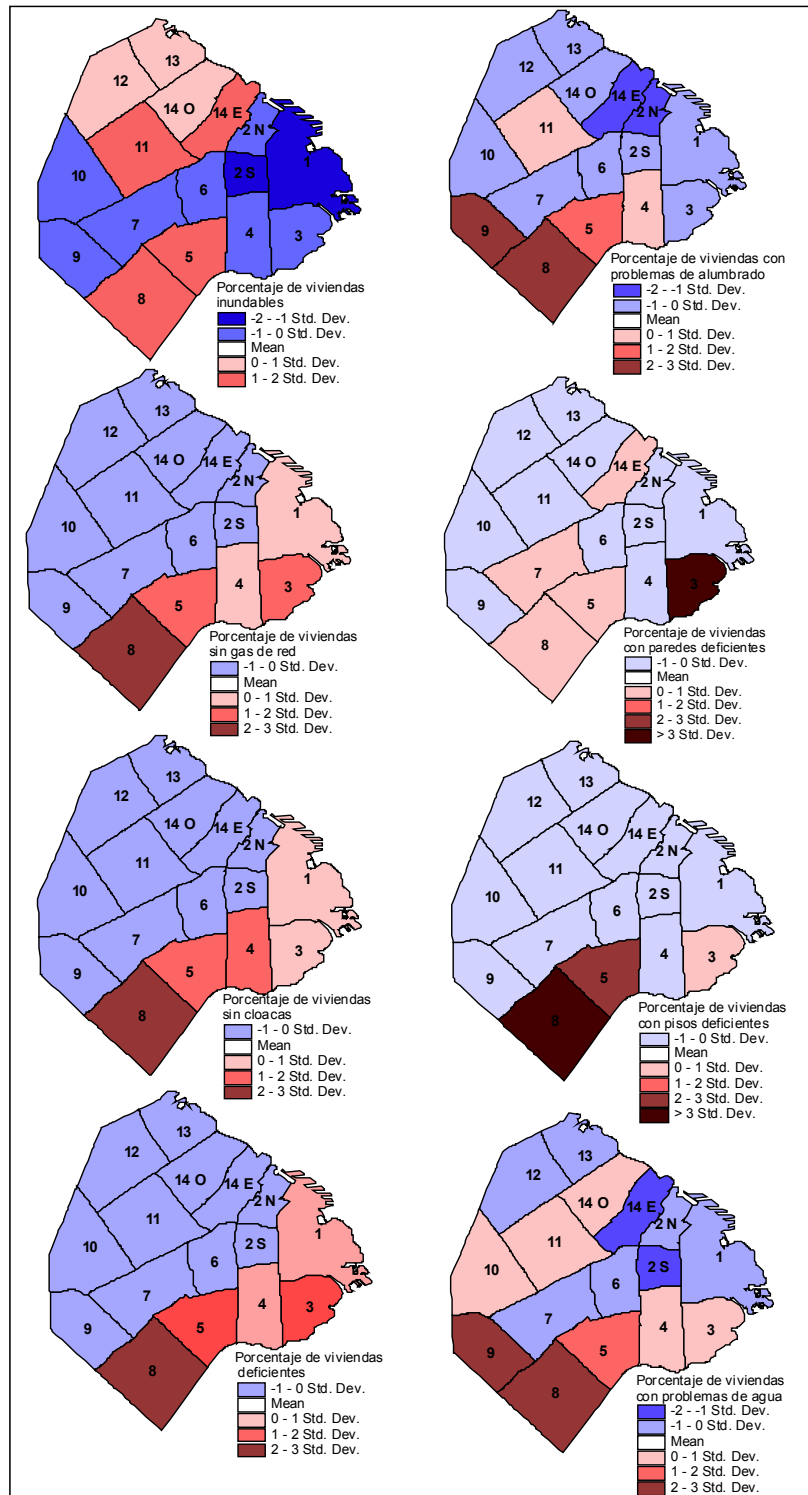 13
12
14 O
14 E
2 N
11
1
10
6
2 S
7
4
3
9
5
8
Porcentaje de viviendas
inundables
-2 - -1 Std. Dev.
-1 - 0 Std. Dev.
Mean
0 - 1 Std. Dev.
1 - 2 Std. Dev.
13
12
14 O
14 E
2 N
11
1
10
6
2 S
7
4
3
9
5
8
Porcentaje de viviendas con
problemas de alumbrado
-2 - -1 Std. Dev.
-1 - 0 Std. Dev.
Mean
0 - 1 Std. Dev.
1 - 2 Std. Dev.
2 - 3 Std. Dev.
13
12
14 O
14 E
2 N
11
1
10
6
2 S
7
4
3
9
5
8
Porcentaje de viviendas
sin gas de red
-1 - 0 Std. Dev.
Mean
0 - 1 Std. Dev.
1 - 2 Std. Dev.
2 - 3 Std. Dev.
13
12
14 O
14 E
2 N
11
1
10
6
2 S
7
4
3
9
5
8
Porcentaje de viviendas
con paredes deficientes
-1 - 0 Std. Dev.
Mean
0 - 1 Std. Dev.
1 - 2 Std. Dev.
2 - 3 Std. Dev.
> 3 Std. Dev.
13
12
14 O
14 E
2 N
11
1
10
6
2 S
7
4
3
9
5
8
Porcentaje de viviendas
sin cloacas
-1 - 0 Std. Dev.
Mean
0 - 1 Std. Dev.
1 - 2 Std. Dev.
2 - 3 Std. Dev.
13
12
14 O
14 E
2 N
11
1
10
6
2 S
7
4
3
9
5
8
Porcentaje de viviendas
con pisos deficientes
-1 - 0 Std. Dev.
Mean
0 - 1 Std. Dev.
1 - 2 Std. Dev.
2 - 3 Std. Dev.
> 3 Std. Dev.
13
12
14 O
14 E
2 N
11
1
10
6
2 S
7
4
3
9
5
8
Porcentaje de viviendas
deficientes
-1 - 0 Std. Dev.
Mean
0 - 1 Std. Dev.
1 - 2 Std. Dev.
2 - 3 Std. Dev.
13
12
14 O
14 E
2 N
11
1
10
6
2 S
7
4
3
9
5
8
Porcentaje de viviendas
con problemas de agua
-2 - -1 Std. Dev.
-1 - 0 Std. Dev.
Mean
0 - 1 Std. Dev.
1 - 2 Std. Dev.
2 - 3 Std. Dev.